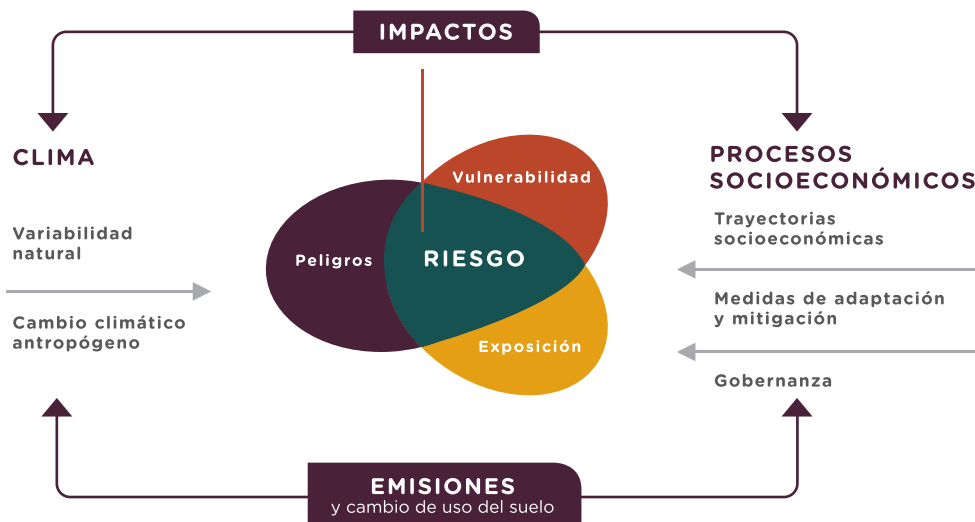 IMPACTOS
CLIMA
Variabilidad
natural
Cambio climático
antropógeno
Vulnerabilidad
Peligros
RIESGO
Exposición
PROCESOS
SOCIOECONÓMICOS
Trayectorias
socioeconómicas
Medidas de adaptación
y mitigación
Gobernanza
EMISIONES
y cambio de uso del suelo